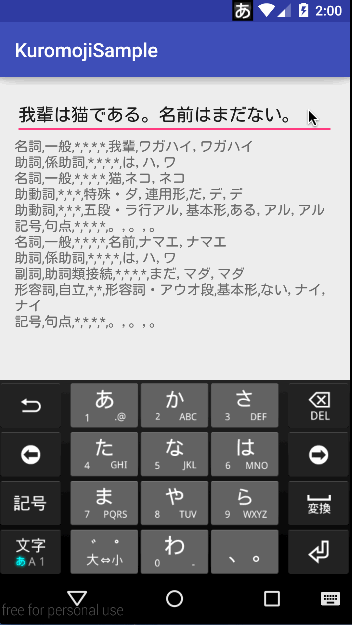 あ 2:00
KuromojiSample
我輩は猫である。名前はまだない。
名詞,一般,*,*,*,*,我輩,ワガハイ,ワガハイ
助詞,係助詞,*,*,*,*,は,ハ,ワ
名詞,一般,*,*,*,*,猫,ネコ,ネコ
助動詞,*,*,*,特殊・ダ,連用形,だ,デ,デ
助動詞,*,*,*,五段・ラ行アル,基本形,ある,アル,アル
記号,句点,*,*,*,*,。,。,。
名詞,一般,*,*,*,*,名前,ナマエ,ナマエ
助詞,係助詞,*,*,*,*,は,ハ,ワ
副詞,助詞類接続,*,*,*,*,まだ,マダ,マダ
形容詞,自立,*,*,形容詞・アウオ段,基本形,ない,ナイ,
ナイ
記号,句点,*,*,*,*,。,。,。
あ か さ
1 .@ 2 ABC 3 DEF DEL
た な は
4 GHI 5 JKL 6 MNO
記号 ま や ら 変換
7 PQRS 8 TUV 9 WXYZ
文字 ゛゜ わ 、。
あA1 大⇔小 0 -
free for personal use